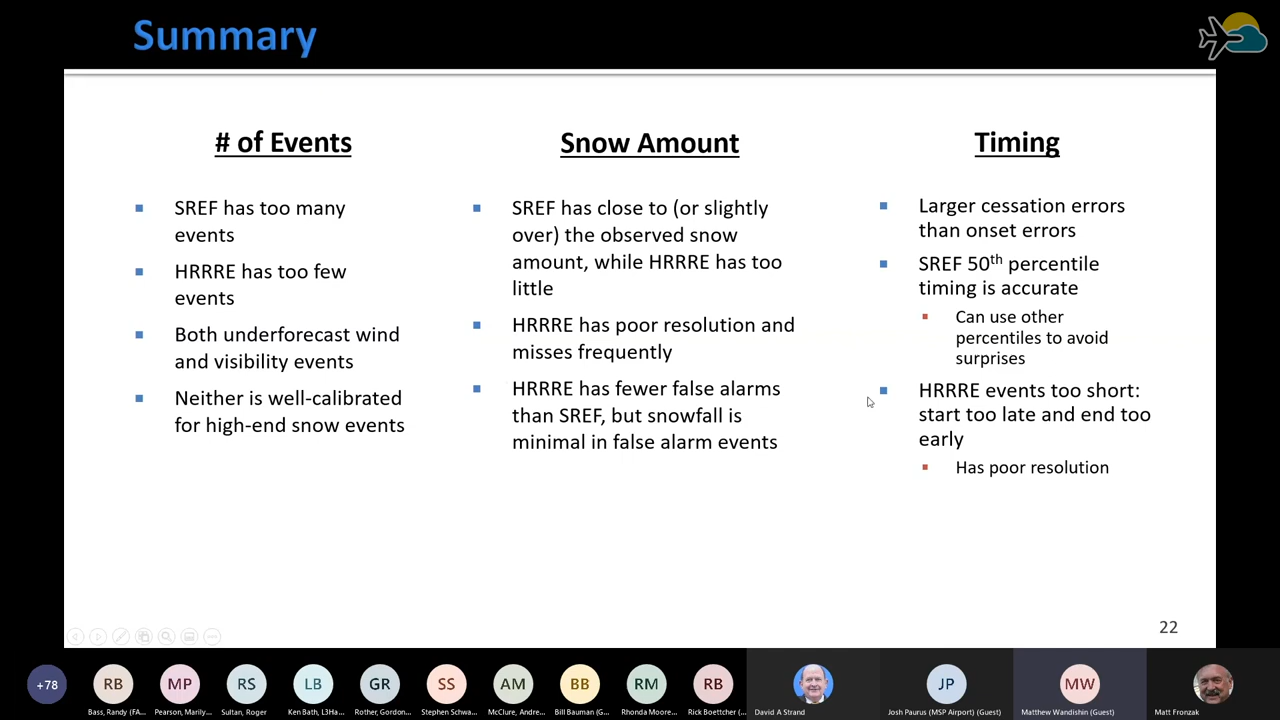 Summary
# of Events
SREF has too many
events
HRRRE has too few
events
Both underforecast wind
and visibility events
Neither is well-calibrated
for high-end snow events
Snow Amount
SREF has close to (or slightly
over) the observed snow
amount, while HRRRE has too
little
HRRRE has poor resolution and
misses frequently
HRRRE has fewer false alarms
than SREF, but snowfall is
minimal in false alarm events
Timing
Larger cessation errors
than onset errors
SREF 50th percentile
timing is accurate
Can use other
percentiles to avoid
surprises
HRRRE events too short:
start too late and end too
early
Has poor resolution
22
+78
RB
MP
RS
LB
GR
SS
AM
BB
RM
RB
JP
MW
Bass, Randy (FA...
Pearson, Marily...
Sultan, Roger
Ken Bath, L3Ha...
Rother, Gordon...
Stephen Schwa...
McClure, Andre...
Bill Bauman (G...
Rhonda Moore...
Rick Boettcher (...
David A Strand
Josh Paurus (MSP Airport) (Guest)
Matthew Wandishin (Guest)
Matt Fronzak